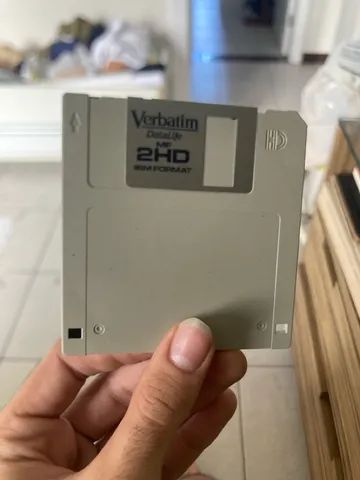 Verbatim
DataLife
MF
2HD
IBM FORMAT
HD